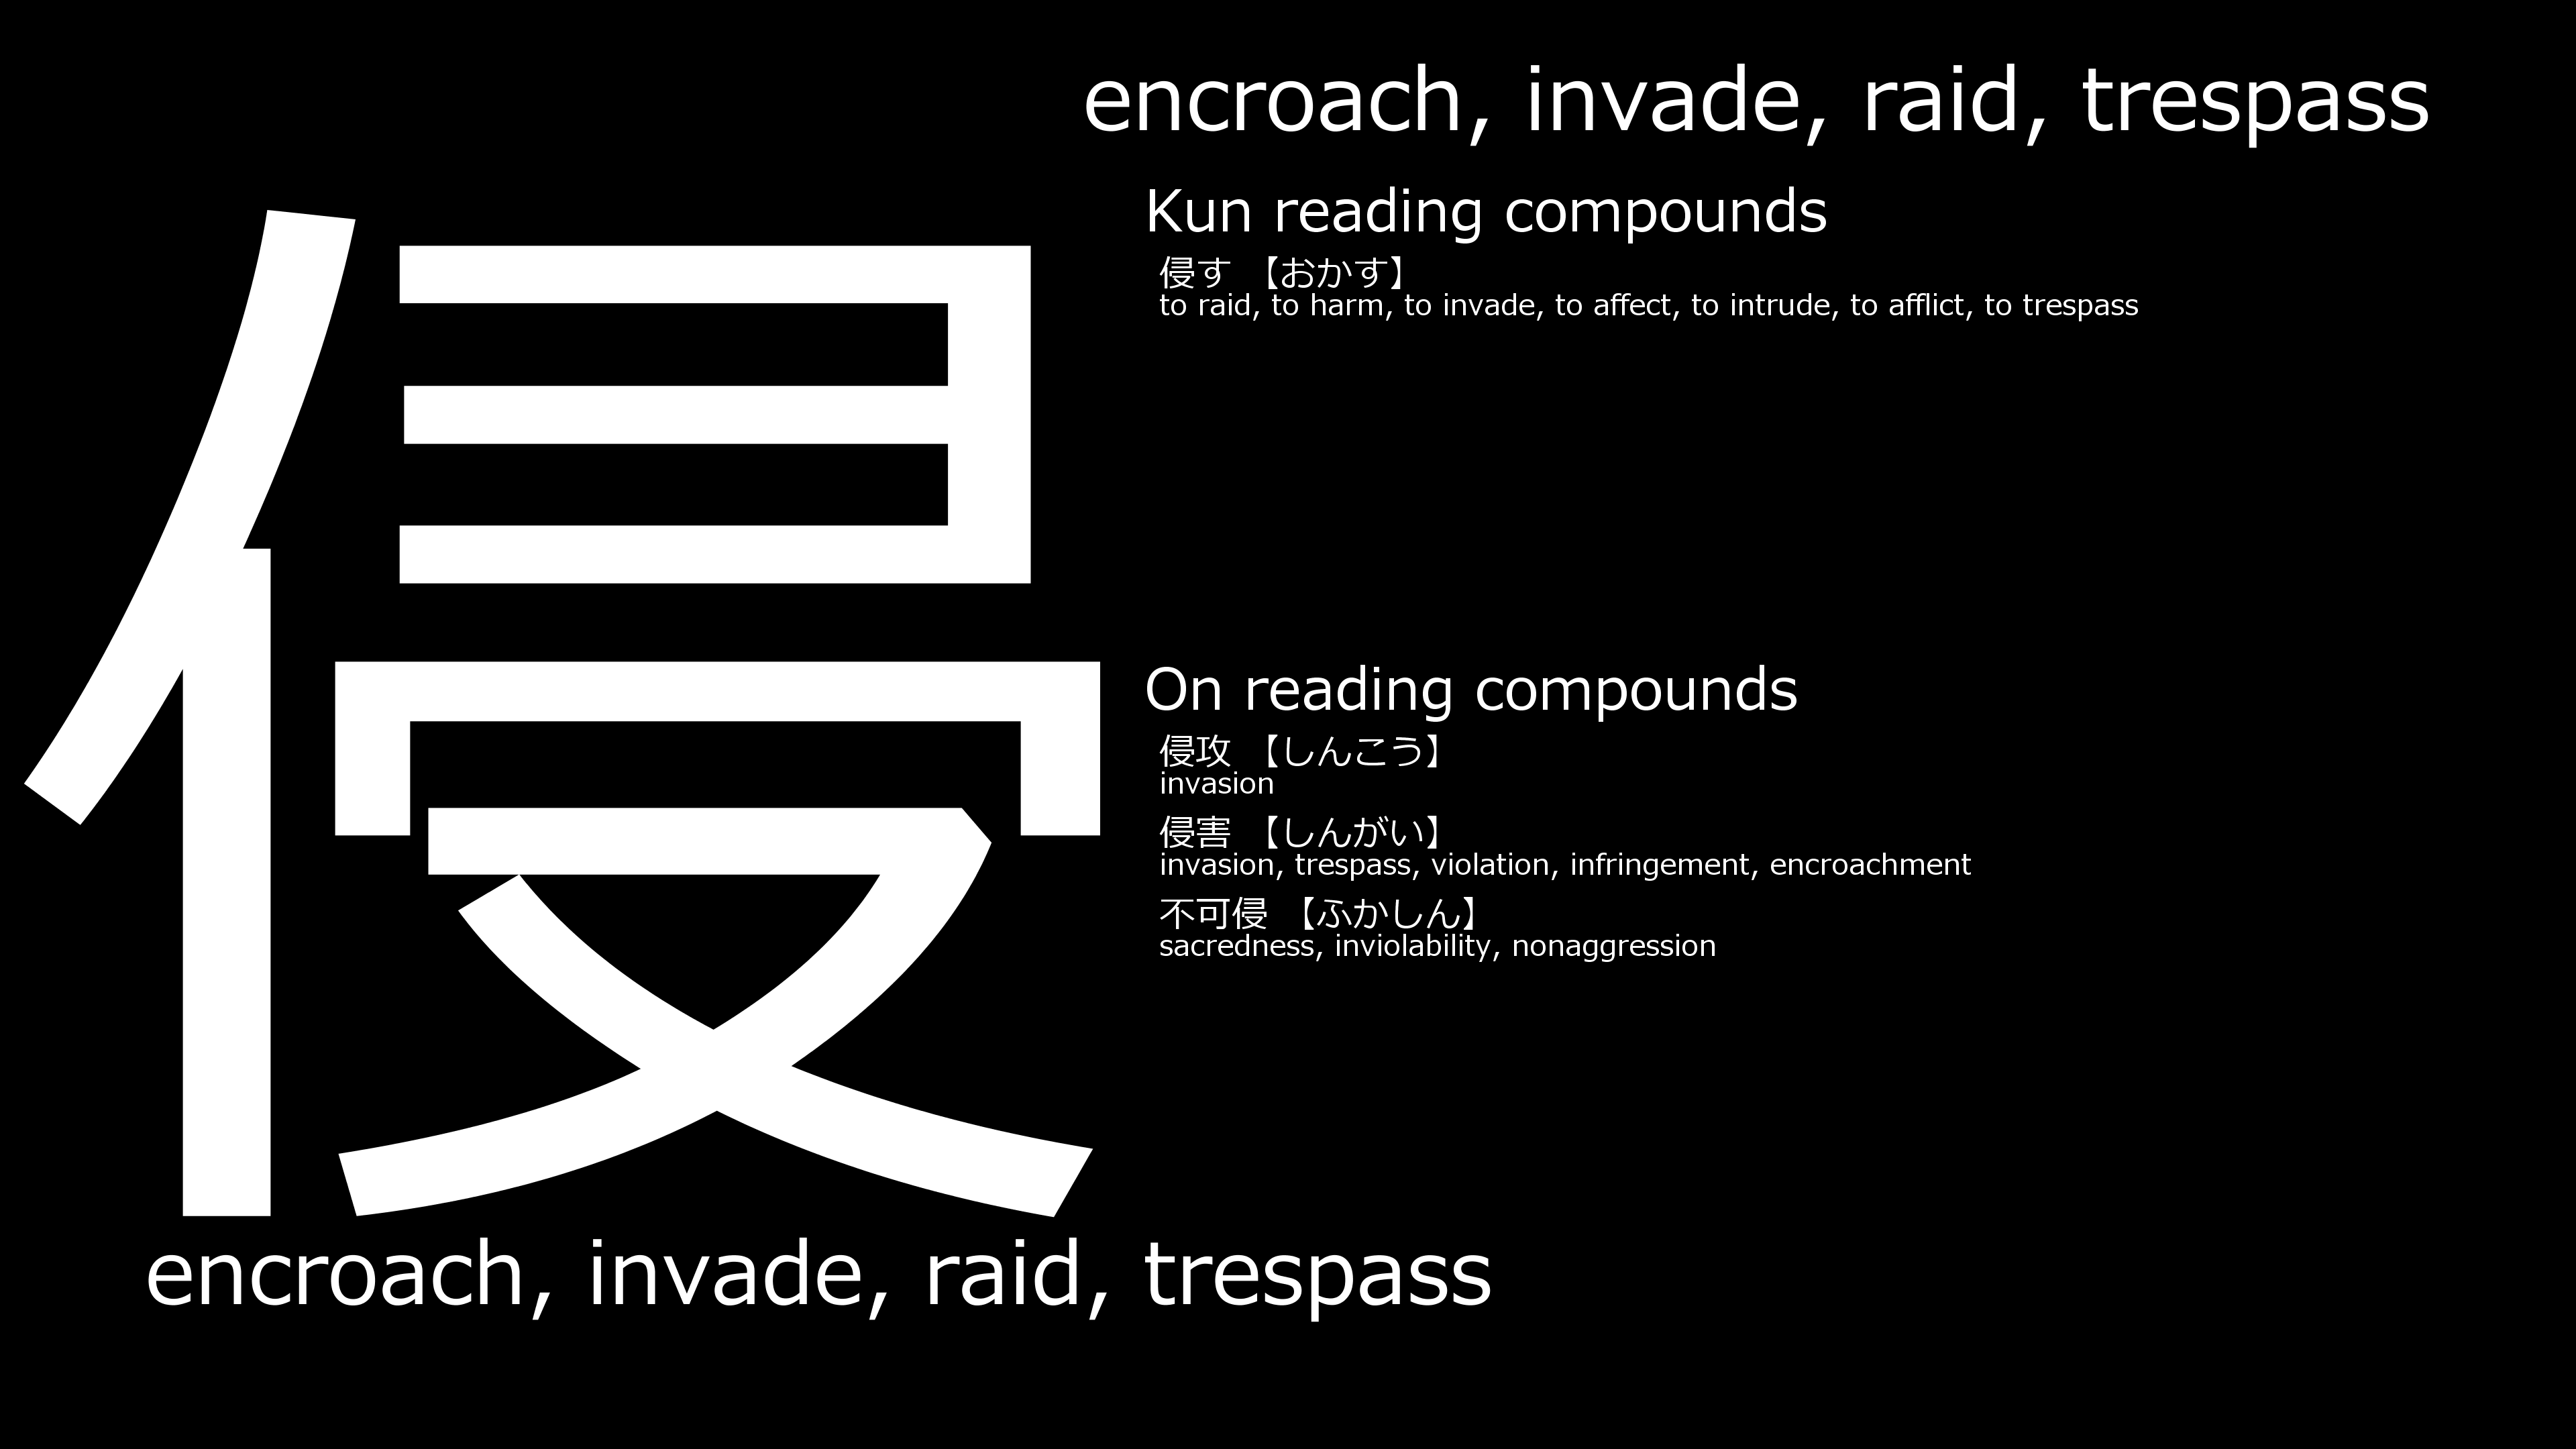 侵
encroach, invade, raid, trespass
Kun reading compounds
侵す 【おかす】
to raid, to harm, to invade, to affect, to intrude, to afflict, to trespass
On reading compounds
侵攻 【しんこう】
invasion
侵害 【しんがい】
invasion, trespass, violation, infringement, encroachment
不可侵 【ふかしん】
sacredness, inviolability, nonaggression
encroach, invade, raid, trespass